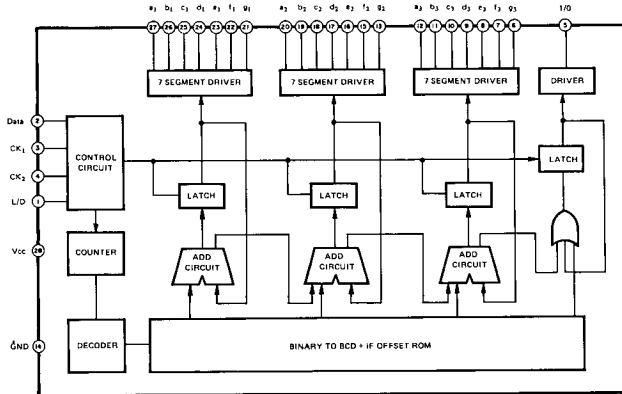 a1 b1 c1 d1 e1 f1 g1 a2 b2 c2 d2 e2 f2 g2 a3 b3 c3 d3 e3 f3 g3 1/0
27 26 25 24 23 22 21 20 19 18 17 16 15 13 12 11 10 9 8 7 6 5
7 SEGMENT DRIVER 7 SEGMENT DRIVER 7 SEGMENT DRIVER DRIVER
Data 2
CK1 3
CK2 4
L/D 1
CONTROL
CIRCUIT
LATCH
LATCH LATCH LATCH
Vcc 28
COUNTER
ADD
CIRCUIT
ADD
CIRCUIT
ADD
CIRCUIT
GND 14
DECODER
BINARY TO BCD + IF OFFSET ROM